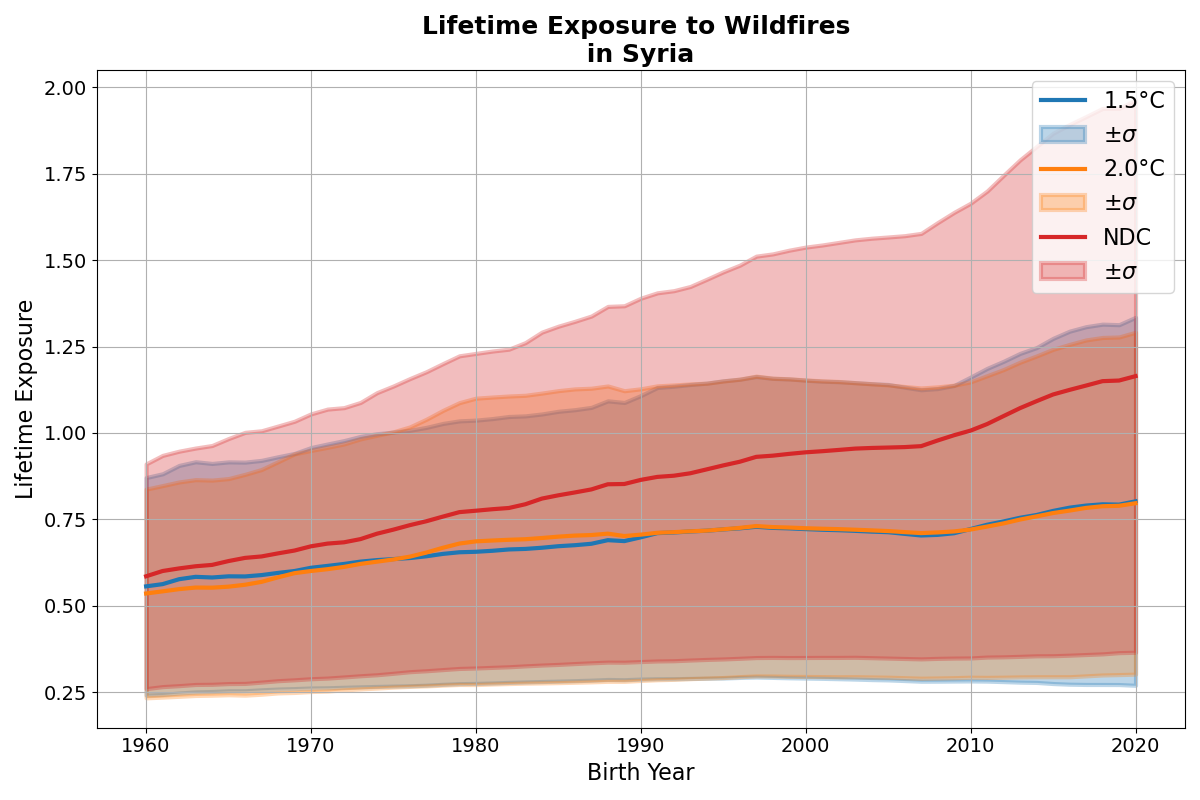 Lifetime Exposure to Wildfires
in Syria
Lifetime Exposure
2.00
1.75
1.50
1.25
1.00
0.75
0.50
0.25
1960
1970
1980
1990
2000
2010
2020
Birth Year
1.5°C
±σ
2.0°C
±σ
NDC
±σ